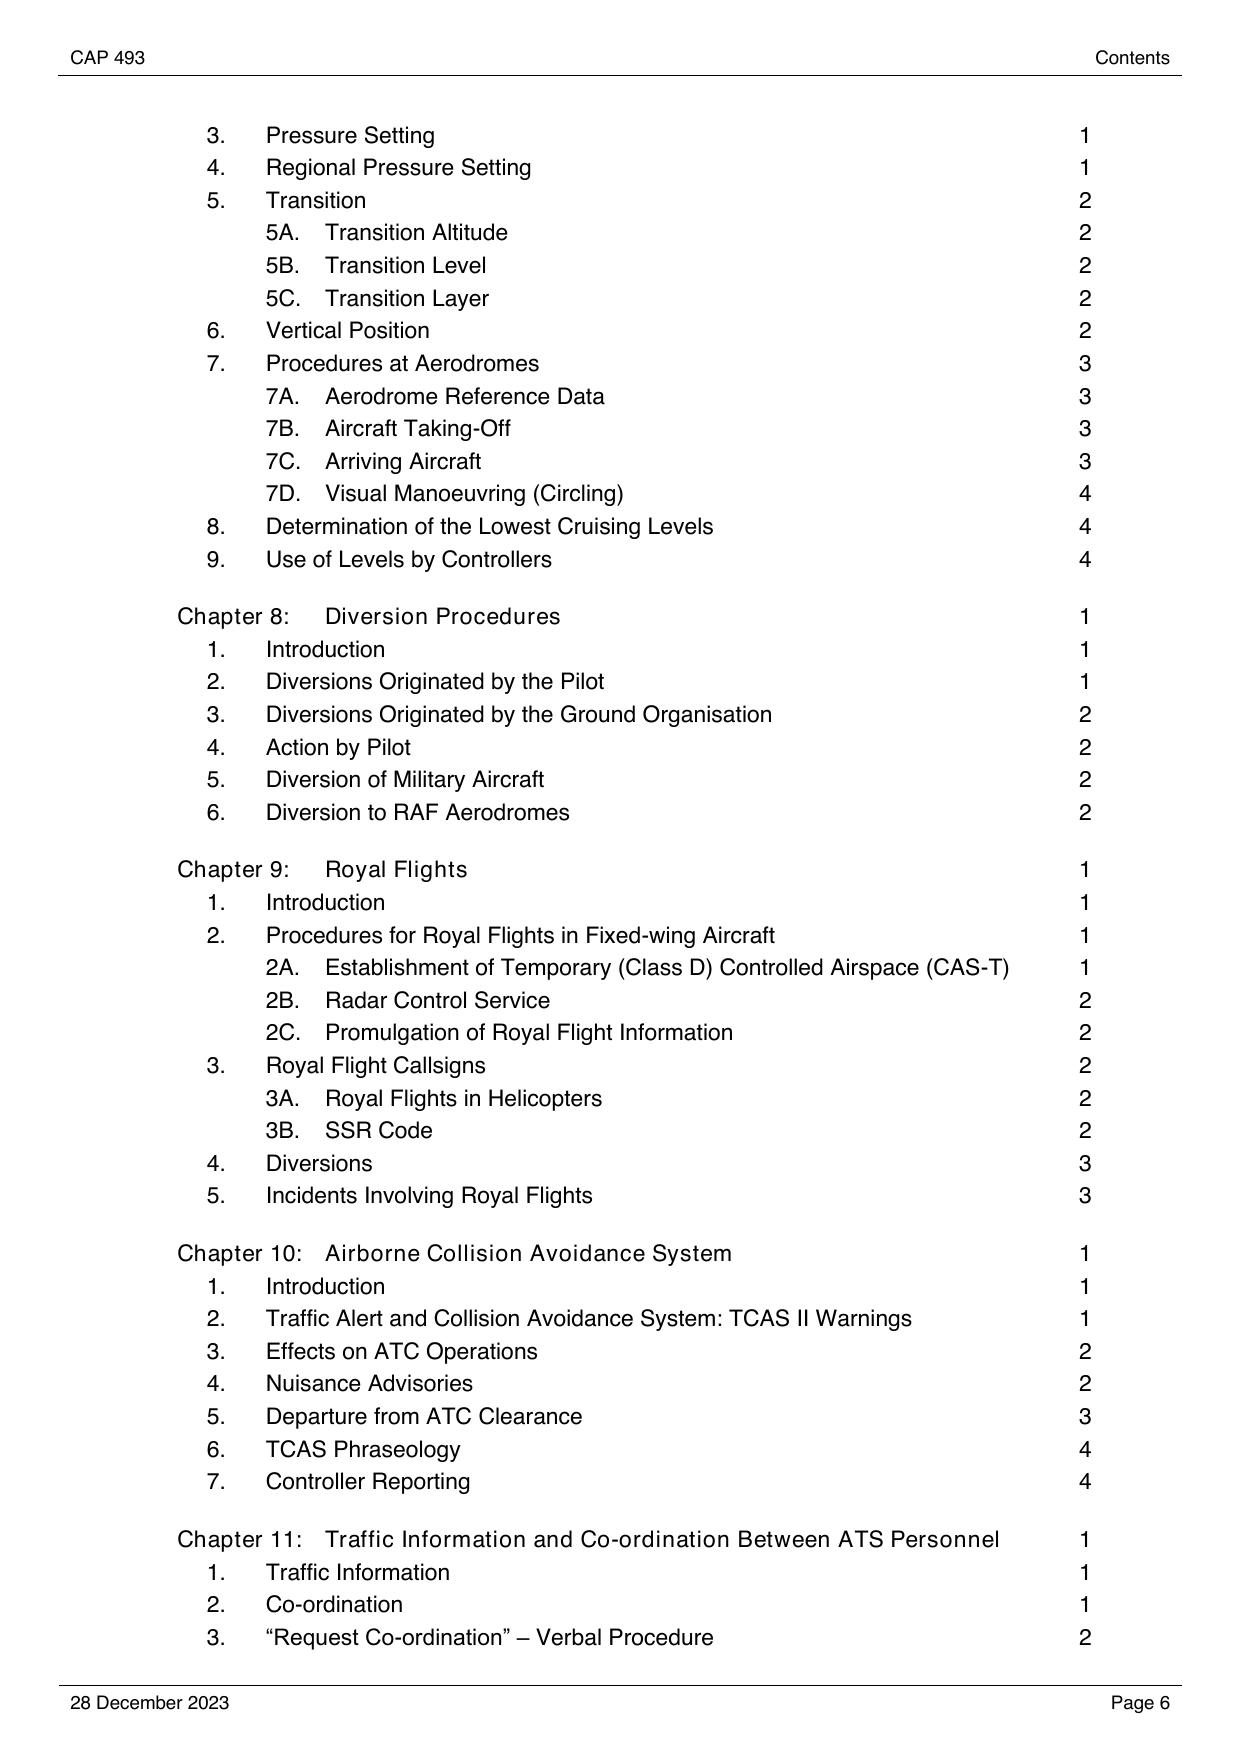 CAP 493 Contents
3. Pressure Setting 1
4. Regional Pressure Setting 1
5. Transition 2
5A. Transition Altitude 2
5B. Transition Level 2
5C. Transition Layer 2
6. Vertical Position 2
7. Procedures at Aerodromes 3
7A. Aerodrome Reference Data 3
7B. Aircraft Taking-Off 3
7C. Arriving Aircraft 3
7D. Visual Manoeuvring (Circling) 4
8. Determination of the Lowest Cruising Levels 4
9. Use of Levels by Controllers 4
Chapter 8: Diversion Procedures 1
1. Introduction 1
2. Diversions Originated by the Pilot 1
3. Diversions Originated by the Ground Organisation 2
4. Action by Pilot 2
5. Diversion of Military Aircraft 2
6. Diversion to RAF Aerodromes 2
Chapter 9: Royal Flights 1
1. Introduction 1
2. Procedures for Royal Flights in Fixed-wing Aircraft 1
2A. Establishment of Temporary (Class D) Controlled Airspace (CAS-T) 1
2B. Radar Control Service 2
2C. Promulgation of Royal Flight Information 2
3. Royal Flight Callsigns 2
3A. Royal Flights in Helicopters 2
3B. SSR Code 2
4. Diversions 3
5. Incidents Involving Royal Flights 3
Chapter 10: Airborne Collision Avoidance System 1
1. Introduction 1
2. Traffic Alert and Collision Avoidance System: TCAS II Warnings 1
3. Effects on ATC Operations 2
4. Nuisance Advisories 2
5. Departure from ATC Clearance 3
6. TCAS Phraseology 4
7. Controller Reporting 4
Chapter 11: Traffic Information and Co-ordination Between ATS Personnel 1
1. Traffic Information 1
2. Co-ordination 1
3. “Request Co-ordination” – Verbal Procedure 2
28 December 2023 Page 6